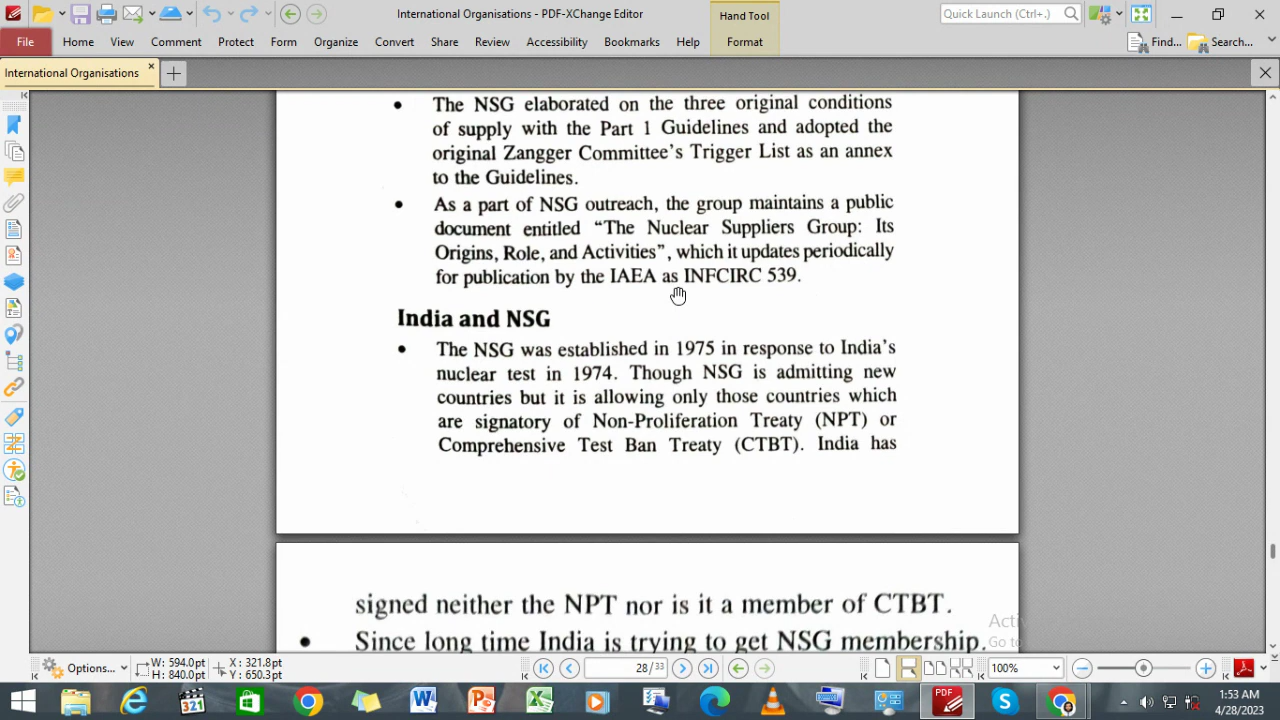 International Organisations - PDF-XChange Editor
Hand Tool
Quick Launch (Ctrl+.)
File
Home
View
Comment
Protect
Form
Organize
Convert
Share
Review
Accessibility
Bookmarks
Help
Format
Find...
Search...
International Organisations
• The NSG elaborated on the three original conditions
of supply with the Part 1 Guidelines and adopted the
original Zangger Committee's Trigger List as an annex
to the Guidelines.
• As a part of NSG outreach, the group maintains a public
document entitled “The Nuclear Suppliers Group: Its
Origins, Role, and Activities”, which it updates periodically
for publication by the IAEA as INFCIRC 539.
India and NSG
• The NSG was established in 1975 in response to India's
nuclear test in 1974. Though NSG is admitting new
countries but it is allowing only those countries which
are signatory of Non-Proliferation Treaty (NPT) or
Comprehensive Test Ban Treaty (CTBT). India has
signed neither the NPT nor is it a member of CTBT.
• Since long time India is trying to get NSG membership.
Acti
Go to
Options...
W: 594.0pt
H: 840.0pt
X: 321.8pt
Y: 650.3pt
28 / 33
100%
321
PDF
1:53 AM
4/28/2023